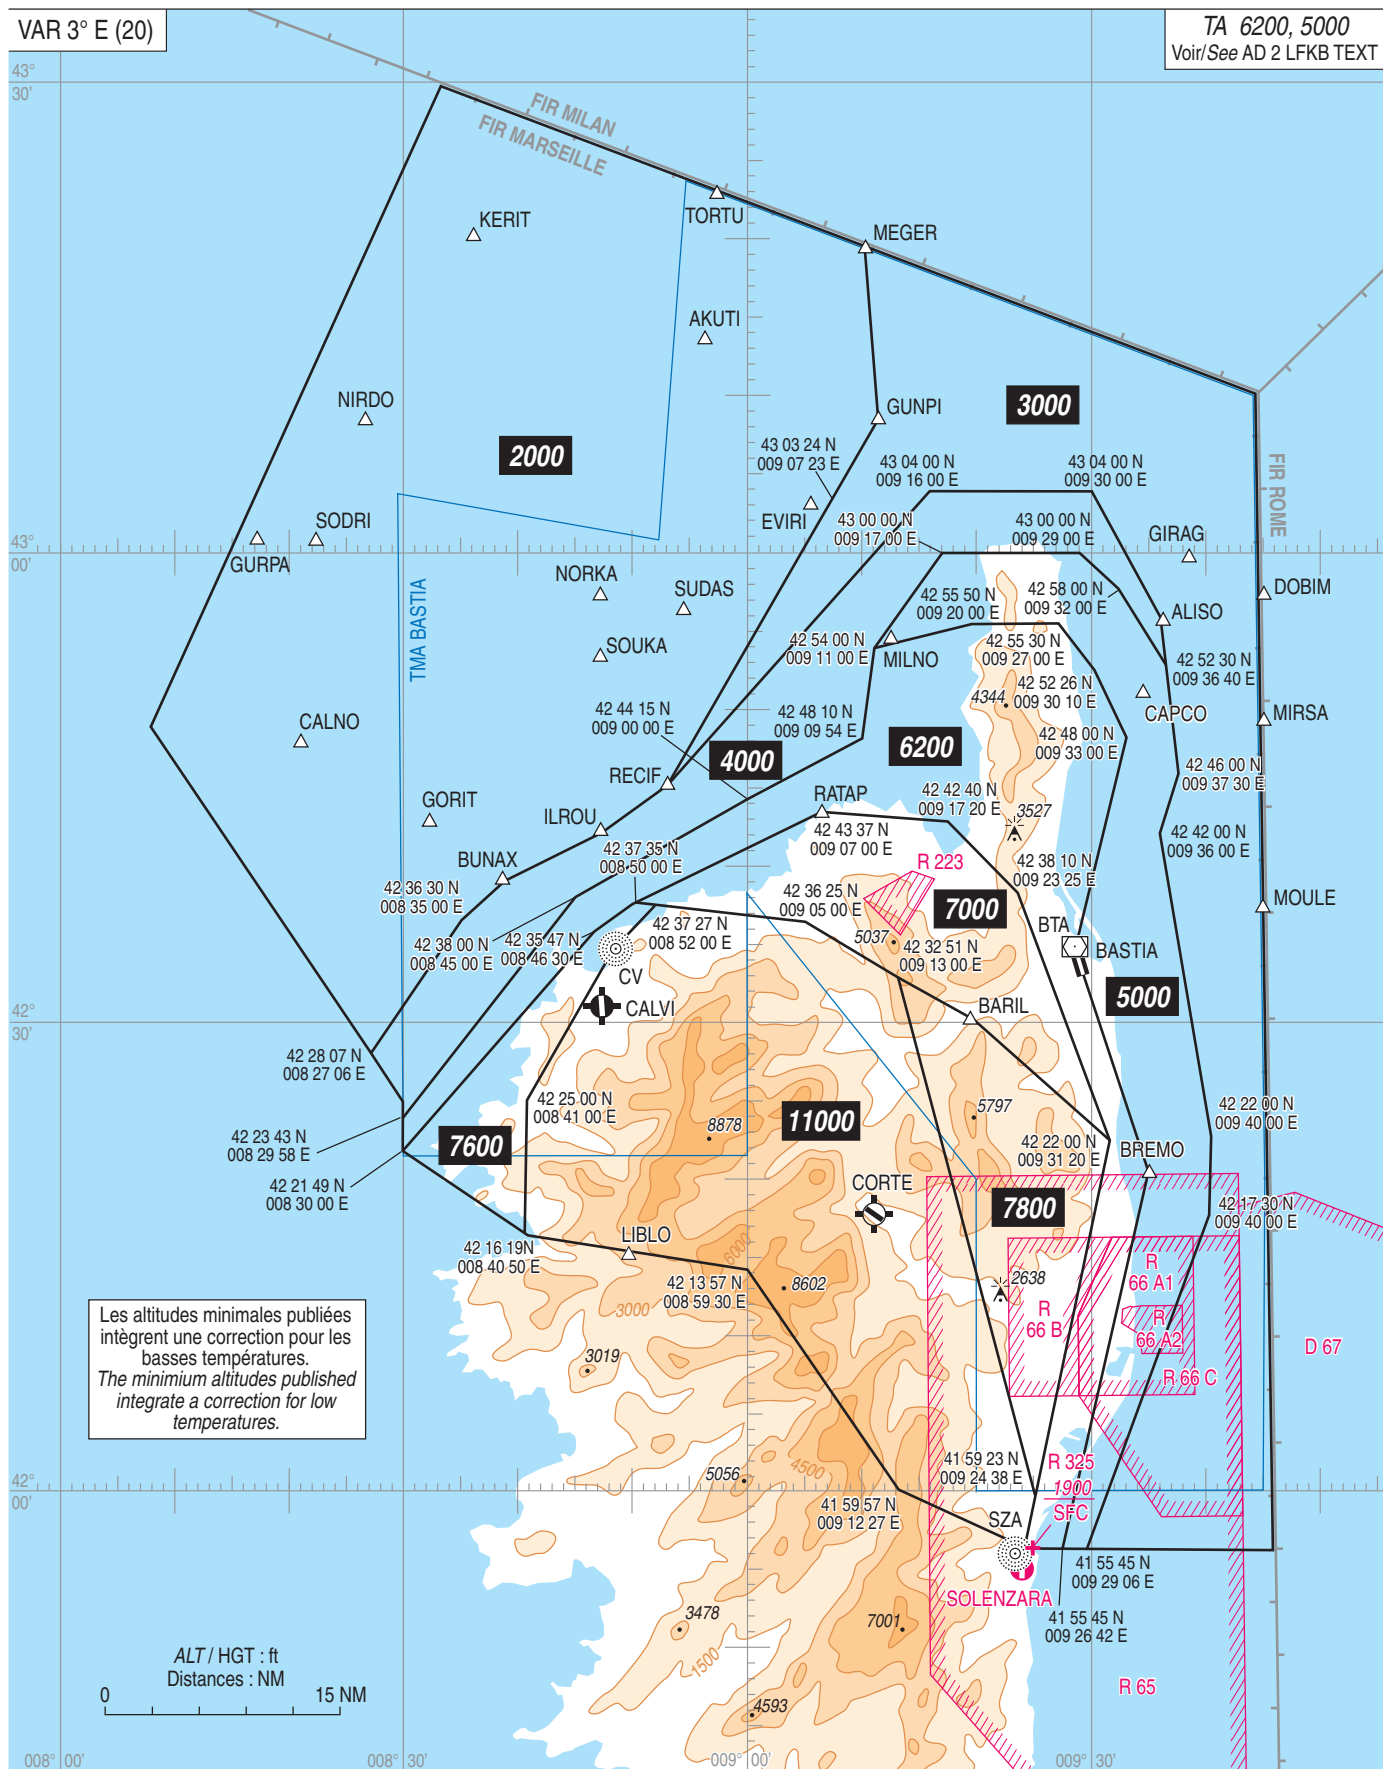 VAR 3° E (20)
TA 6200, 5000
Voir/See AD 2 LFKB TEXT
43°
30'
FIR MILAN
FIR MARSEILLE
TORTU
KERIT
MEGER
AKUTI
NIRDO
GUNPI
3000
2000
43 03 24 N
009 07 23 E
43 04 00 N
009 16 00 E
43 04 00 N
009 30 00 E
FIR ROME
EVIRI
SODRI
GURPA
43 00 00 N
009 17 00 E
43 00 00 N
009 29 00 E
GIRAG
43°
00'
NORKA
SUDAS
DOBIM
TMA BASTIA
42 55 50 N
009 20 00 E
42 58 00 N
009 32 00 E
ALISO
SOUKA
42 54 00 N
009 11 00 E
MILNO
42 55 30 N
009 27 00 E
42 52 30 N
009 36 40 E
4344
42 52 26 N
009 30 10 E
CAPCO
MIRSA
CALNO
42 44 15 N
009 00 00 E
42 48 10 N
009 09 54 E
6200
42 48 00 N
009 33 00 E
4000
RECIF
42 46 00 N
009 37 30 E
RATAP
42 42 40 N
009 17 20 E
3527
GORIT
ILROU
42 43 37 N
009 07 00 E
42 42 00 N
009 36 00 E
BUNAX
42 37 35 N
008 50 00 E
R 223
42 38 10 N
009 23 25 E
42 36 30 N
008 35 00 E
42 36 25 N
009 05 00 E
7000
MOULE
42 38 00 N
008 45 00 E
42 35 47 N
008 46 30 E
42 37 27 N
008 52 00 E
5037
42 32 51 N
009 13 00 E
BTA
BASTIA
CV
CALVI
5000
BARIL
42 28 07 N
008 27 06 E
42°
30'
42 25 00 N
008 41 00 E
8878
11000
5797
42 22 00 N
009 40 00 E
42 23 43 N
008 29 58 E
7600
42 22 00 N
009 31 20 E
BREMO
42 21 49 N
008 30 00 E
CORTE
7800
42 17 30 N
009 40 00 E
42 16 19N
008 40 50 E
LIBLO
6000
42 13 57 N
008 59 30 E
8602
2638
R
66 A1
3000
R
66 B
R
66 A2
D 67
R 66 C
Les altitudes minimales publiées
intègrent une correction pour les
basses températures.
The minimium altitudes published
integrate a correction for low
temperatures.
3019
5056
4500
41 59 23 N
009 24 38 E
R 325
1900
SFC
42°
00'
41 59 57 N
009 12 27 E
SZA
41 55 45 N
009 29 06 E
SOLENZARA
41 55 45 N
009 26 42 E
3478
7001
1500
R 65
4593
ALT / HGT : ft
Distances : NM
0 15 NM
008° 00'
008° 30'
009° 00'
009° 30'